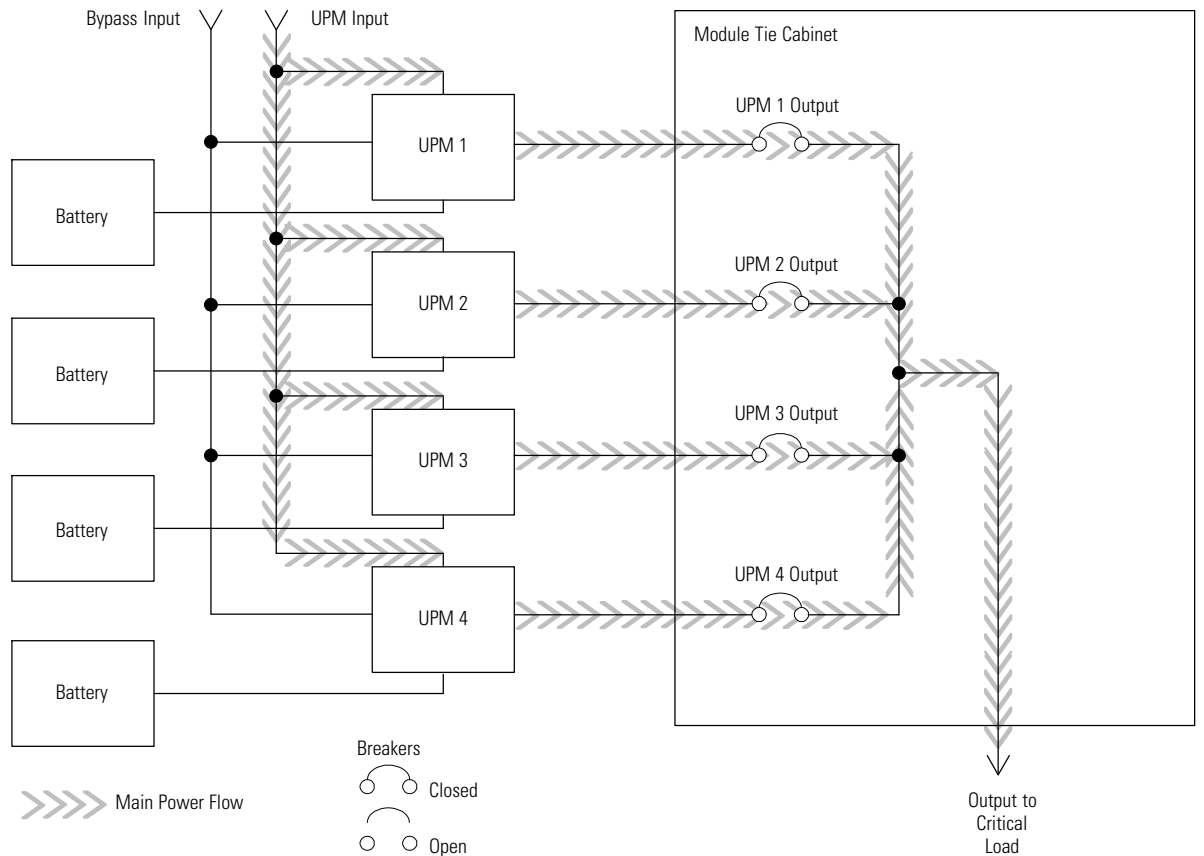 Bypass Input
UPM Input
Module Tie Cabinet
UPM 1 Output
UPM 1
Battery
UPM 2 Output
UPM 2
Battery
UPM 3 Output
UPM 3
Battery
UPM 4 Output
UPM 4
Battery
Breakers
Closed
Open
Main Power Flow
Output to
Critical
Load